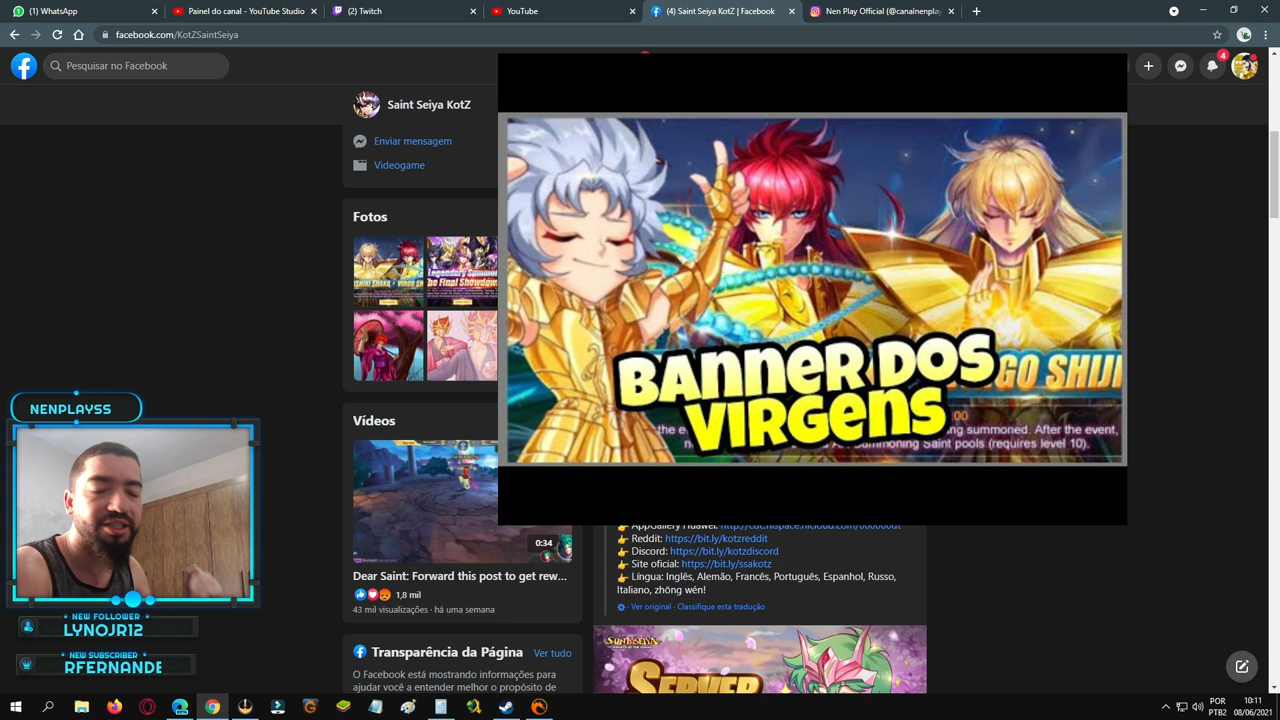 (1) WhatsApp
Painel do canal - YouTube Studio
(2) Twitch
YouTube
(4) Saint Seiya KotZ | Facebook
Nen Play Official (@canalnenplay
facebook.com/KotZSaintSeiya
Pesquisar no Facebook
4
Saint Seiya KotZ
Enviar mensagem
Videogame
Fotos
BANNER DOS
VIRGENS
GO SHIJI
:00
the e
ng summoned. After the event,
Summoning Saint pools (requires level 10).
Vídeos
0:34
Dear Saint: Forward this post to get rew...
1,8 mil
43 mil visualizações · há uma semana
Transparência da Página
Ver tudo
O Facebook está mostrando informações para
ajudar você a entender melhor o propósito de
Reddit: https://bit.ly/kotzreddit
Discord: https://bit.ly/kotzdiscord
Site oficial: https://bit.ly/ssakotz
Língua: Inglês, Alemão, Francês, Português, Espanhol, Russo,
Italiano, zhōng wén!
· Ver original · Classifique esta tradução
SERVER
NENPLAYSS
NEW FOLLOWER
LYNOJR12
NEW SUBSCRIBER
RFERNANDE
POR
PTB2
10:11
08/06/2021